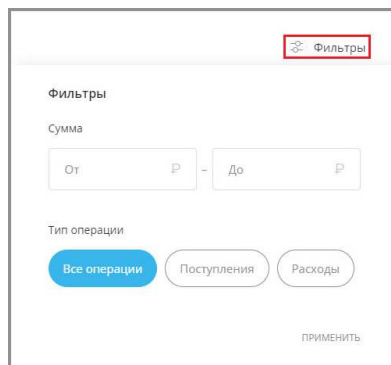 Фильтры
Фильтры
Сумма
От ₽ – До ₽
Тип операции
Все операции Поступления Расходы
ПРИМЕНИТЬ